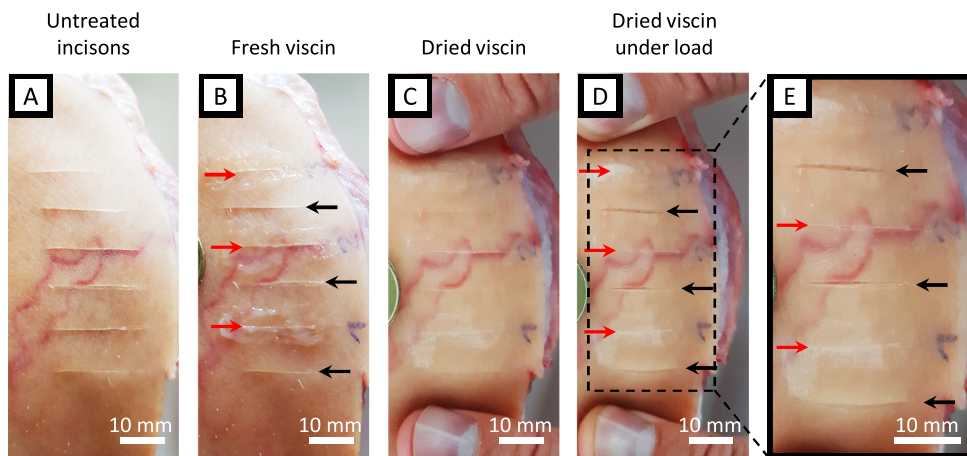 Untreated
incisons
Fresh viscin
Dried viscin
Dried viscin
under load
A
B
C
D
E
10 mm
10 mm
10 mm
10 mm
10 mm